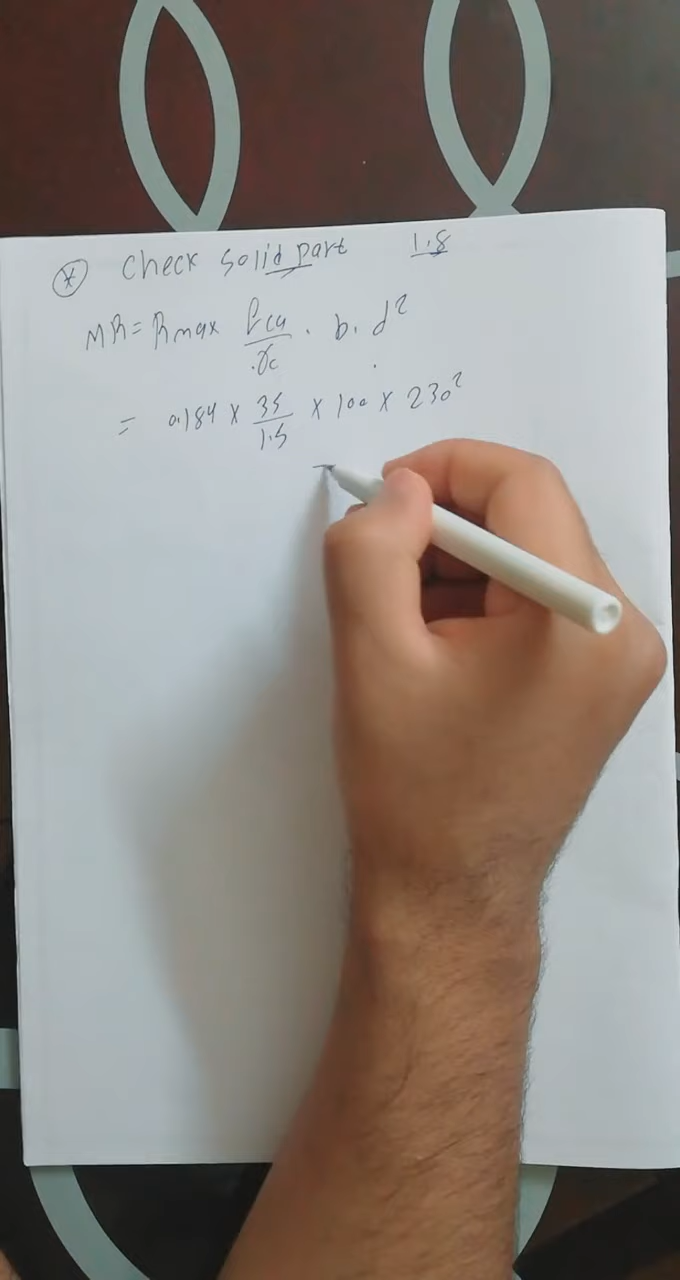 * Check solid part 1.8
MR = Rmax fcu/γc . b . d²
= 0.184 × 35/1.5 × 100 × 230²